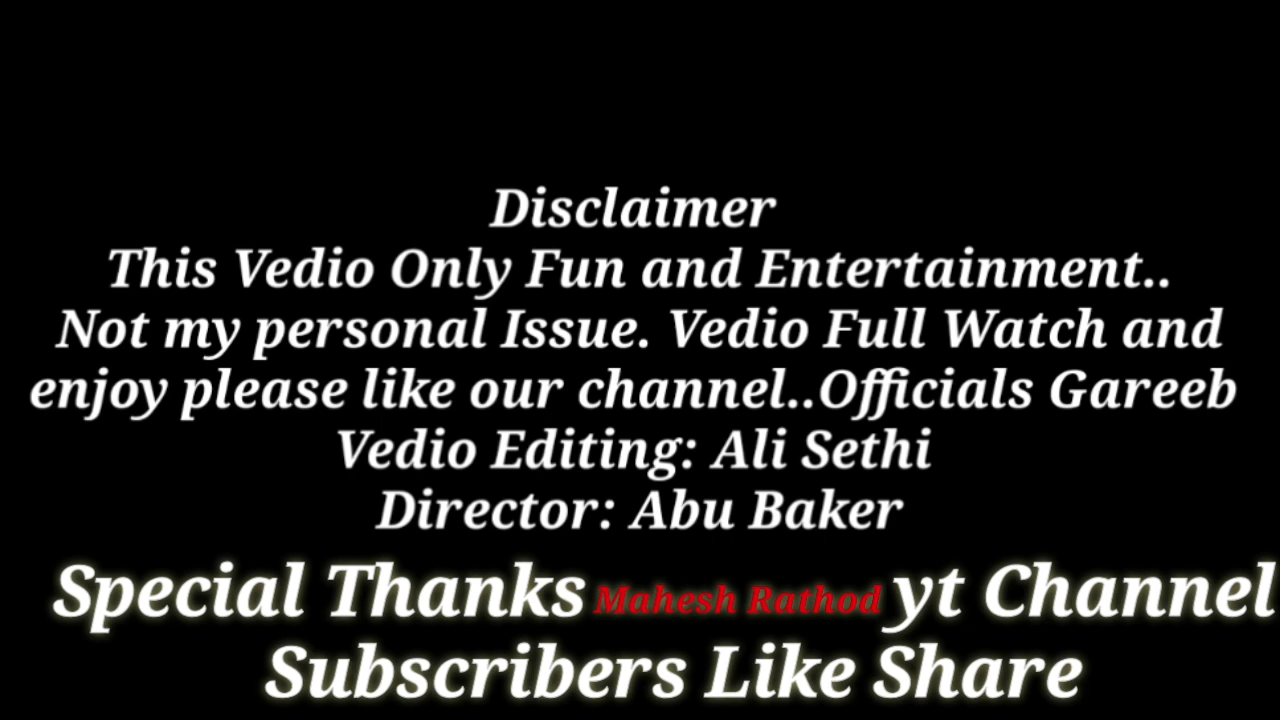 Disclaimer
This Vedio Only Fun and Entertainment..
Not my personal Issue. Vedio Full Watch and
enjoy please like our channel..Officials Gareeb
Vedio Editing: Ali Sethi
Director: Abu Baker
Special Thanks Mahesh Rathod yt Channel
Subscribers Like Share